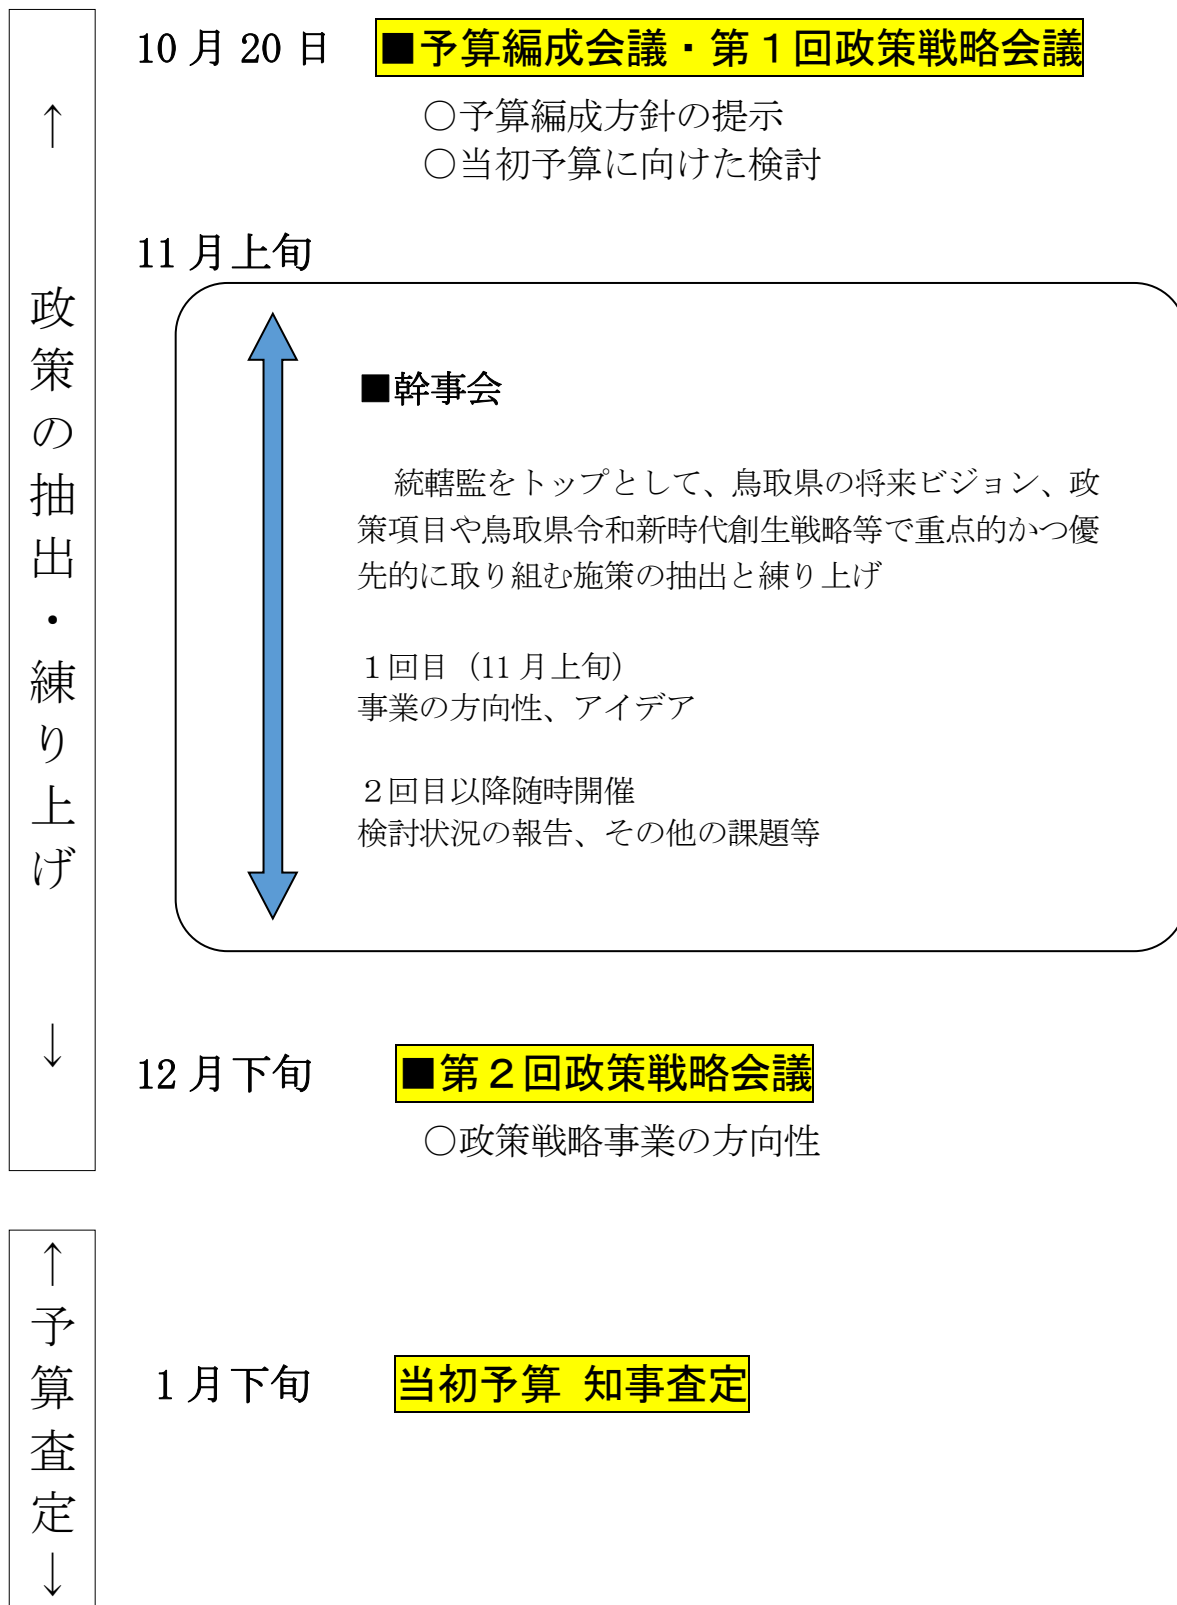 ↑
政策の抽出・練り上げ
↓
10 月 20 日
■予算編成会議・第１回政策戦略会議
○予算編成方針の提示
○当初予算に向けた検討
11 月上旬
■幹事会
統轄監をトップとして、鳥取県の将来ビジョン、政
策項目や鳥取県令和新時代創生戦略等で重点的かつ優
先的に取り組む施策の抽出と練り上げ
１回目（11 月上旬）
事業の方向性、アイデア
２回目以降随時開催
検討状況の報告、その他の課題等
12 月下旬
■第２回政策戦略会議
○政策戦略事業の方向性
↑
予算査定
↓
１月下旬
当初予算 知事査定